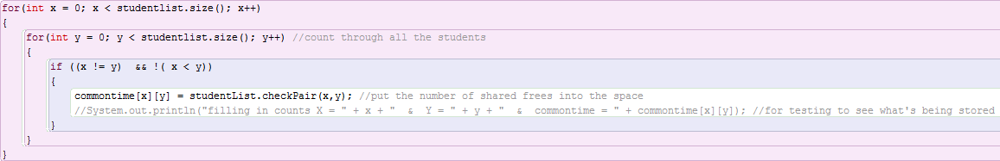 for(int x = 0; x < studentlist.size(); x++)
{
for(int y = 0; y < studentlist.size(); y++) //count through all the students
{
if ((x != y)  && !( x < y))
{
commontime[x][y] = studentList.checkPair(x,y); //put the number of shared frees into the space
//System.out.println("filling in counts X = " + x + "  &  Y = " + y + "  &  commontime = " + commontime[x][y]); //for testing to see what's being stored
}
}
}